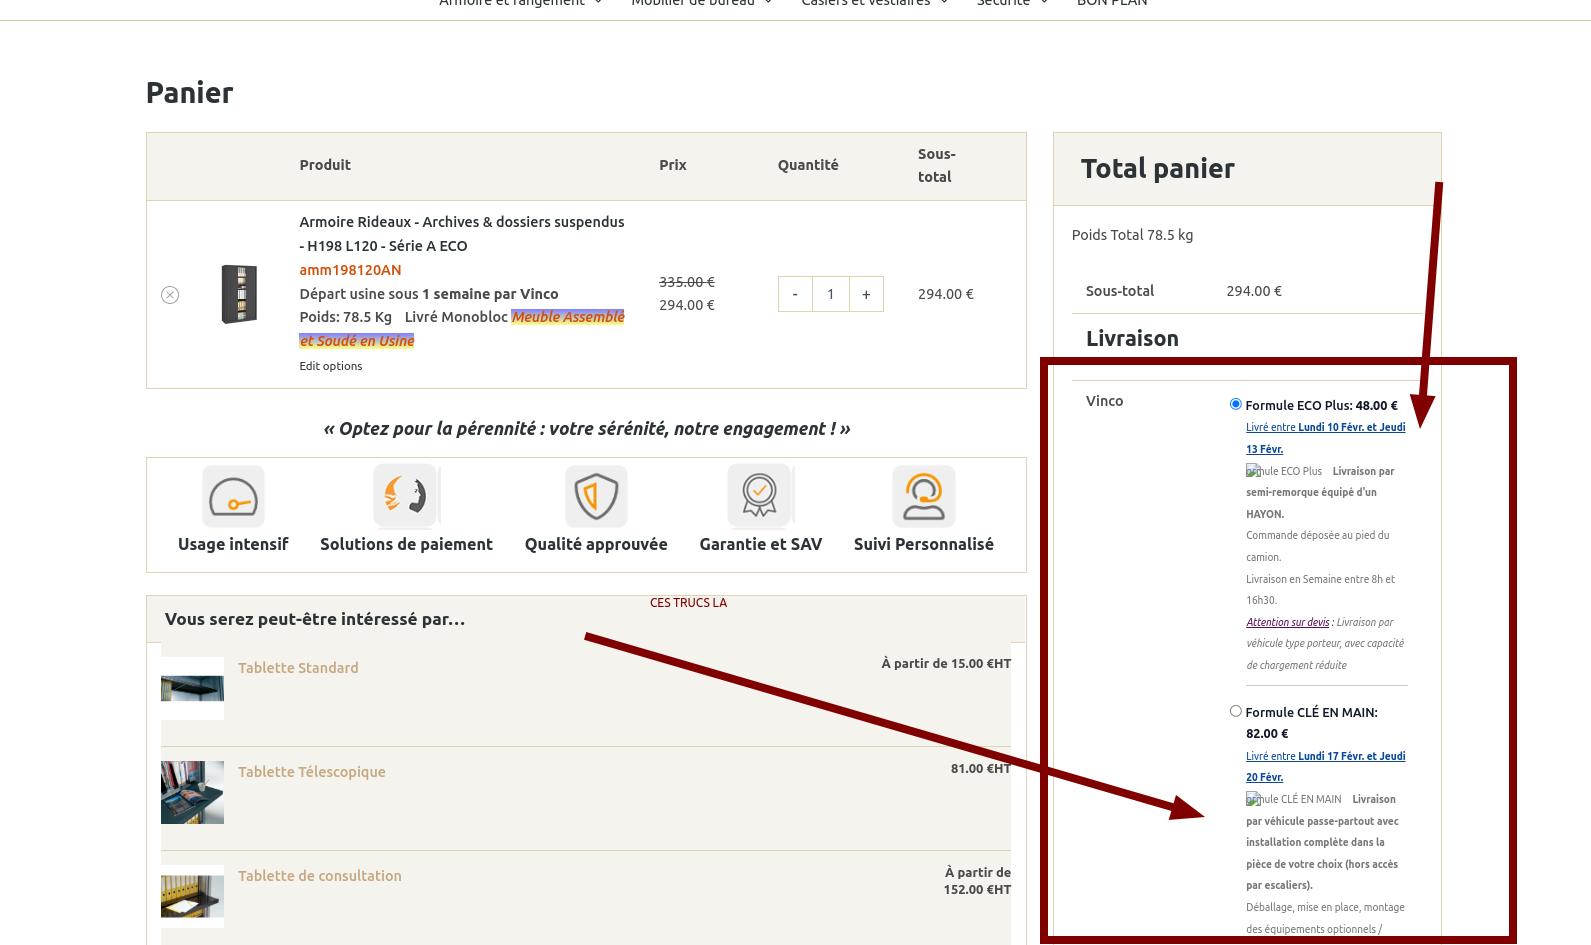 Armoire et rangement Mobilier de bureau Casiers et vestiaires Sécurité BON PLAN
Panier
Produit Prix Quantité Sous-
total
Armoire Rideaux - Archives & dossiers suspendus
- H198 L120 - Série A ECO
amm198120AN
Départ usine sous 1 semaine par Vinco
Poids: 78.5 Kg Livré Monobloc Meuble Assemblé
et Soudé en Usine
Edit options
335.00 €
294.00 €
- 1 +
294.00 €
« Optez pour la pérennité : votre sérénité, notre engagement ! »
Usage intensif Solutions de paiement Qualité approuvée Garantie et SAV Suivi Personnalisé
CES TRUCS LA
Vous serez peut-être intéressé par…
Tablette Standard À partir de 15.00 €HT
Tablette Télescopique 81.00 €HT
Tablette de consultation À partir de
152.00 €HT
Total panier
Poids Total 78.5 kg
Sous-total 294.00 €
Livraison
Vinco
Formule ECO Plus: 48.00 €
Livré entre Lundi 10 Févr. et Jeudi
13 Févr.
ormule ECO Plus Livraison par
semi-remorque équipé d'un
HAYON.
Commande déposée au pied du
camion.
Livraison en Semaine entre 8h et
16h30.
Attention sur devis : Livraison par
véhicule type porteur, avec capacité
de chargement réduite
Formule CLÉ EN MAIN:
82.00 €
Livré entre Lundi 17 Févr. et Jeudi
20 Févr.
ormule CLÉ EN MAIN Livraison
par véhicule passe-partout avec
installation complète dans la
pièce de votre choix (hors accès
par escaliers).
Déballage, mise en place, montage
des équipements optionnels /